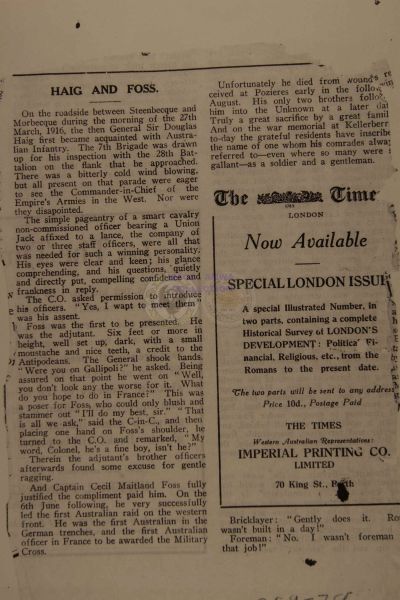 HAIG AND FOSS.
On the roadside between Steenbecque and
Morbecque during the morning of the 27th
March, 1916, the then General Sir Douglas
Haig first became acquainted with Austra-
lian Infantry. The 7th Brigade was drawn
up for his inspection with the 28th Bat-
talion on the flank that be approached.
There was a bitterly cold wind blowing,
but all present on that parade were eager
to see the Commander-in-Chief of the
Empire's Armies in the West. Nor were
they disapointed.
The simple pageantry of a smart cavalry
non-commissioned officer bearing a Union
Jack affixed to a lance, the company of
two or three staff officers, were all that
was needed for such a winning personality.
His eyes were clear and keen; his glance
comprehending, and his questions, quietly
and directly put, compelling confidence and
frankness in reply.
The C.O. asked permission to introduce
his officers. "Yes, I want to meet them,"
was his assent.
Foss was the first to be presented. He
was the adjutant. Six feet or more in
height, well set up, dark, with a small
moustache and nice teeth, a credit to the
Antipodeans. The General shook hands.
"Were you on Gallipoli?" he asked. Being
assured on that point he went on "Well,
you don't look any the worse for it. What
do you hope to do in France?" This was
a poser for Foss, who could only blush and
stammer out "I'll do my best, sir." "That
is all we ask," said the C-in-C., and then
placing one hand on Foss's shoulder, he
turned to the C.O. and remarked, "My
word, Colonel, he's a fine boy, isn't he?"
Therein the adjutant's brother officers
afterwards found some excuse for gentle
ragging.
And Captain Cecil Maitland Foss fully
justified the compliment paid him. On the
6th June following, he very successfully
led the first Australian raid on the western
front. He was the first Australian in the
German trenches, and the first Australian
officer in France to be awarded the Military
Cross.
Unfortunately he died from wounds re
ceived at Pozieres early in the following
August. His only two brothers follo
him into the Unknown at a later dat
Truly a great sacrifice by a great famil
And on the war memorial at Kellerberr
to-day the grateful residents have inscribe
the name of one whom his comrades alway
referred to—even where so many were s
gallant—as a soldier and a gentleman.
The Time
LONDON
Now Available
SPECIAL LONDON ISSUE
A special Illustrated Number, in
two parts, containing a complete
Historical Survey of LONDON'S
DEVELOPMENT: Political Fi-
nancial, Religious, etc., from the
Romans to the present date.
The two parts will be sent to any address
Price 10d., Postage Paid
THE TIMES
Western Australian Representatives:
IMPERIAL PRINTING CO.
LIMITED
70 King St., Perth
Bricklayer: "Gently does it. Ro
wasn't built in a day!"
Foreman: "No. I wasn't foreman
that job!"